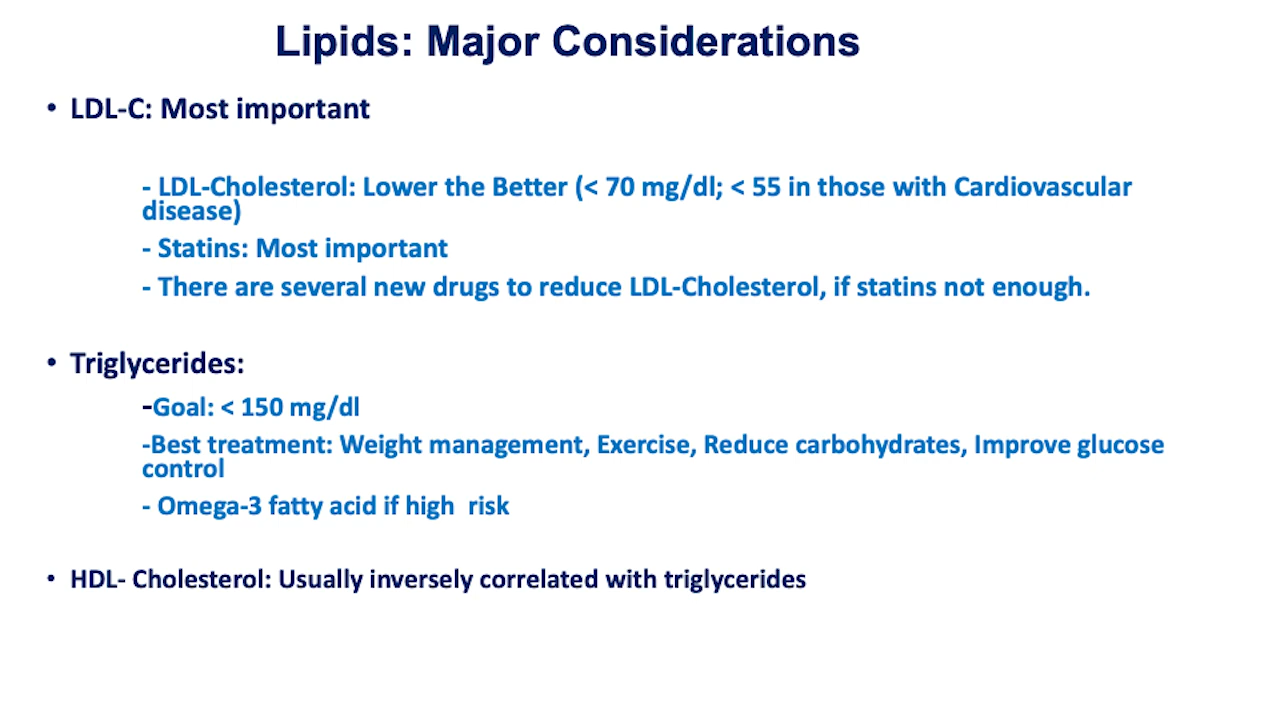 Lipids: Major Considerations
• LDL-C: Most important
- LDL-Cholesterol: Lower the Better (< 70 mg/dl; < 55 in those with Cardiovascular
disease)
- Statins: Most important
- There are several new drugs to reduce LDL-Cholesterol, if statins not enough.
• Triglycerides:
-Goal: < 150 mg/dl
-Best treatment: Weight management, Exercise, Reduce carbohydrates, Improve glucose
control
- Omega-3 fatty acid if high  risk
• HDL- Cholesterol: Usually inversely correlated with triglycerides